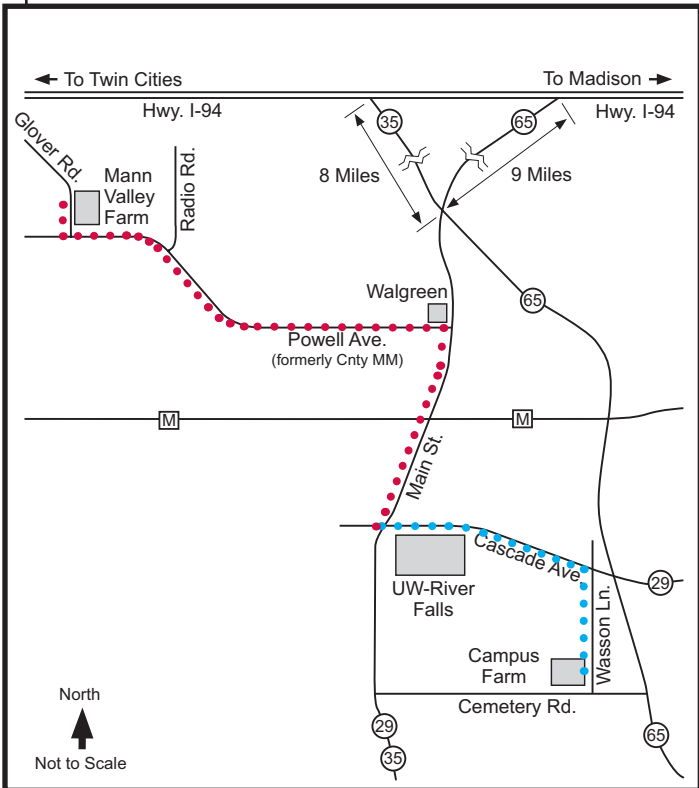 To Twin Cities
To Madison
Hwy. I-94
Hwy. I-94
35
65
8 Miles
9 Miles
Glover Rd.
Mann
Valley
Farm
Radio Rd.
Walgreen
65
Powell Ave.
(formerly Cnty MM)
M
M
Main St.
Cascade Ave.
UW-River
Falls
29
Wasson Ln.
Campus
Farm
Cemetery Rd.
North
Not to Scale
29
35
65